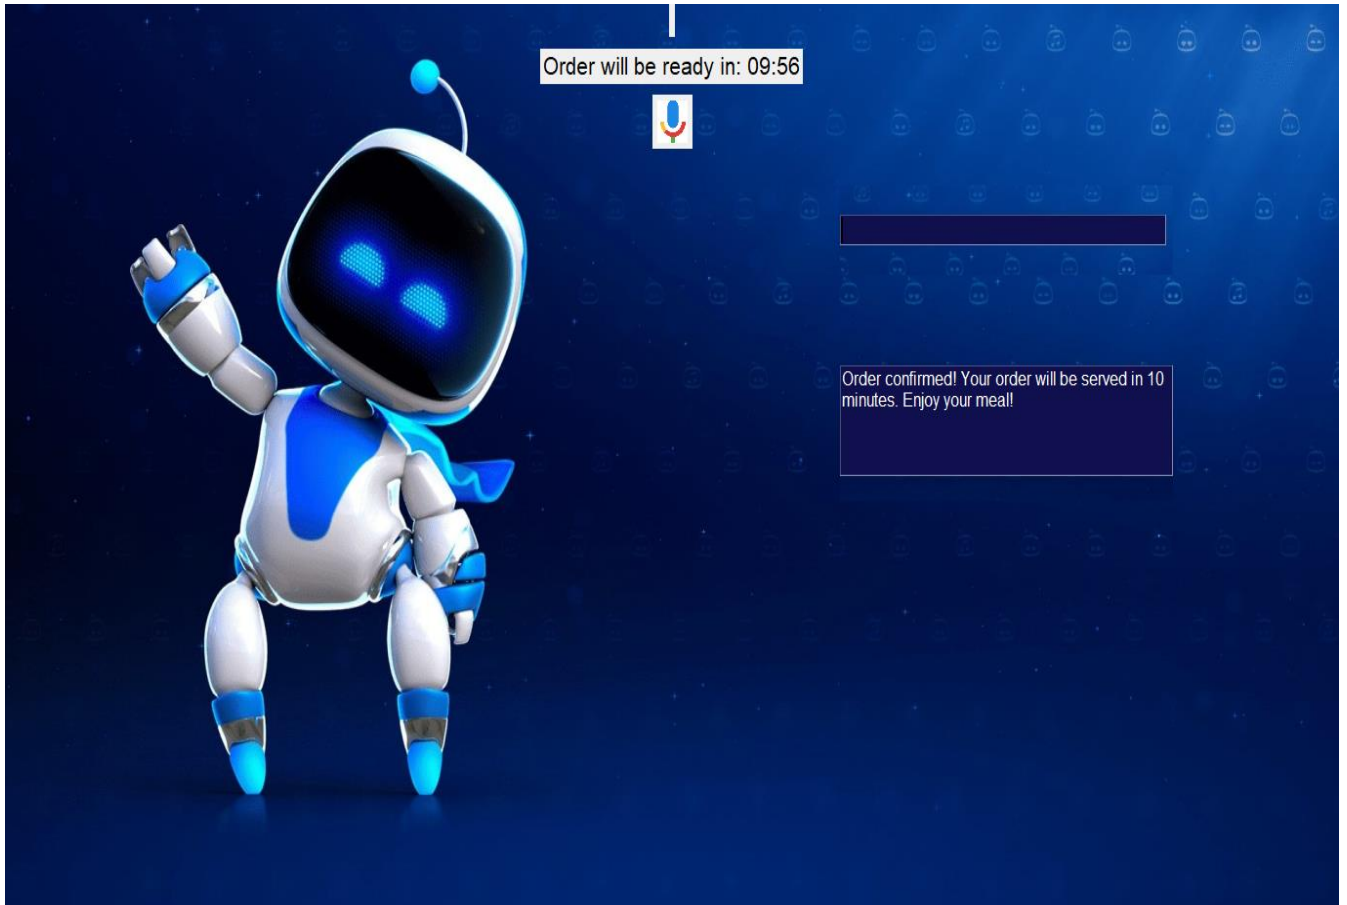 Order will be ready in: 09:56
Order confirmed! Your order will be served in 10
minutes. Enjoy your meal!